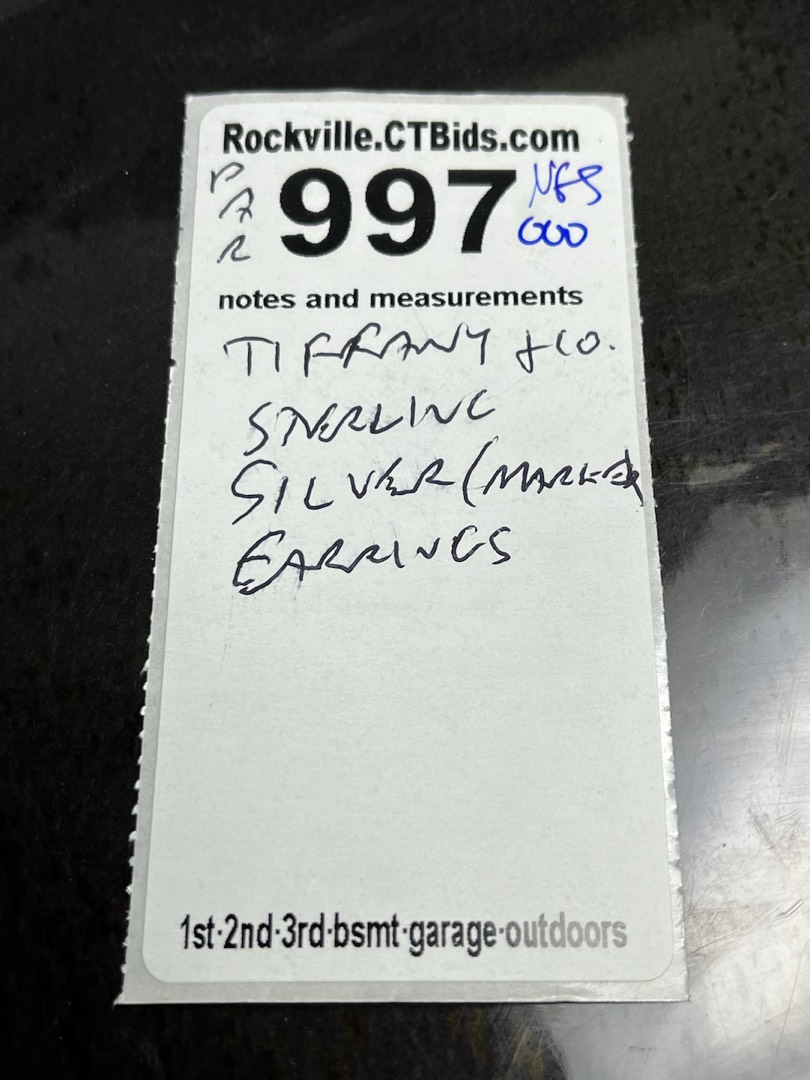 Rockville.CTBids.com
PAR
997
000
notes and measurements
TIFFANY & CO.
STERLING
SILVER (MARKED)
EARRINGS
1st·2nd·3rd·bsmt·garage·outdoors